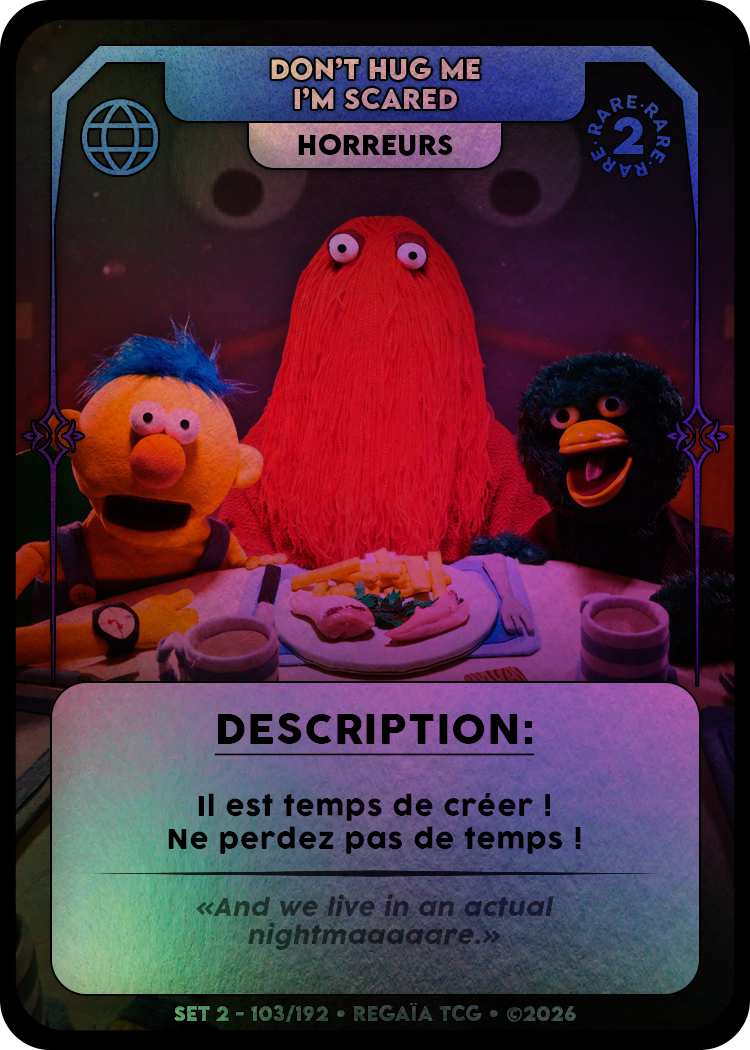 DON'T HUG ME
I'M SCARED
HORREURS
RARE·RARE·RARE·
2
DESCRIPTION:
Il est temps de créer !
Ne perdez pas de temps !
«And we live in an actual
nightmaaaaare.»
SET 2 - 103/192 • REGAÏA TCG • ©2026